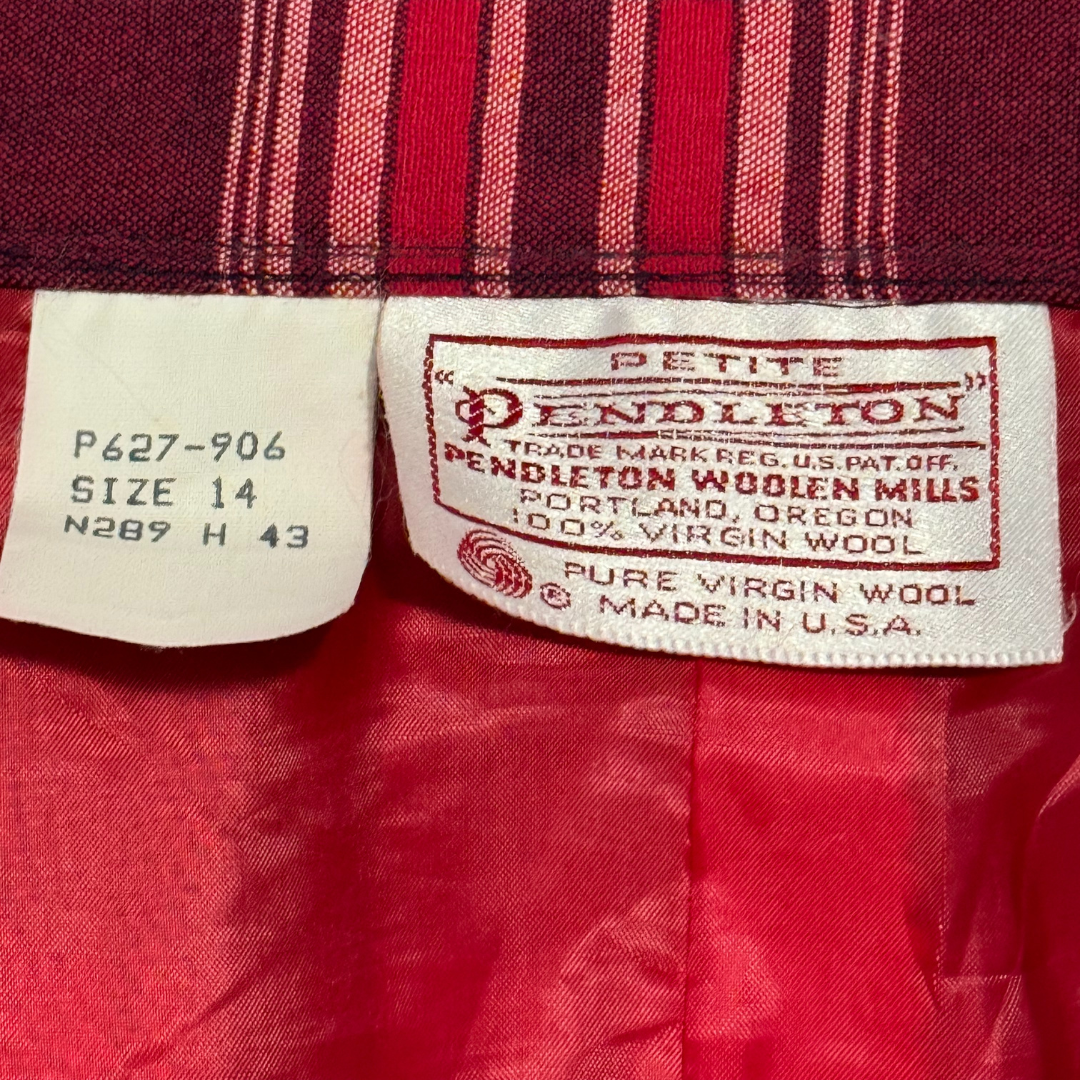 P627-906
SIZE 14
N289 H 43
PETITE
"PENDLETON"
TRADE MARK REG. U.S. PAT. OFF.
PENDLETON WOOLEN MILLS
PORTLAND, OREGON
100% VIRGIN WOOL
® PURE VIRGIN WOOL
MADE IN U.S.A.